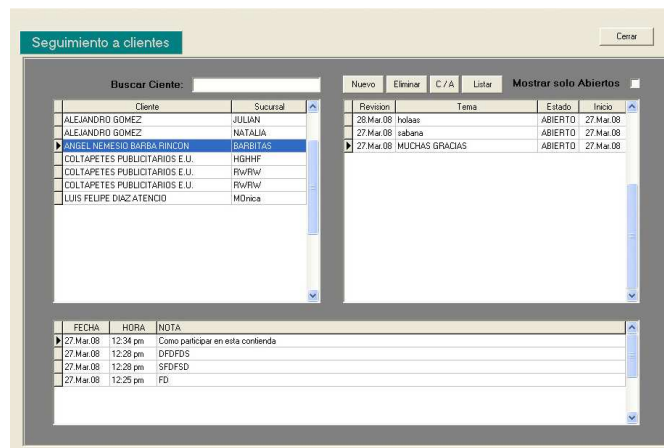 Cerrar
Seguimiento a clientes
Buscar Ciente:
Nuevo Eliminar C / A Listar Mostrar solo Abiertos
Cliente Sucursal
ALEJANDRO GOMEZ JULIAN
ALEJANDRO GOMEZ NATALIA
ANGEL NEMESIO BARBA RINCON BARBITAS
COLTAPETES PUBLICITARIOS E.U. HGHHF
COLTAPETES PUBLICITARIOS E.U. RWRW
COLTAPETES PUBLICITARIOS E.U. RWRW
LUIS FELIPE DIAZ ATENCIO MOnica
Revision Tema Estado Inicio
28.Mar.08 holaas ABIERTO 27.Mar.08
27.Mar.08 sabana ABIERTO 27.Mar.08
27.Mar.08 MUCHAS GRACIAS ABIERTO 27.Mar.08
FECHA HORA NOTA
27.Mar.08 12:34 pm Como participar en esta contienda
27.Mar.08 12:28 pm DFDFDS
27.Mar.08 12:28 pm SFDFSD
27.Mar.08 12:25 pm FD